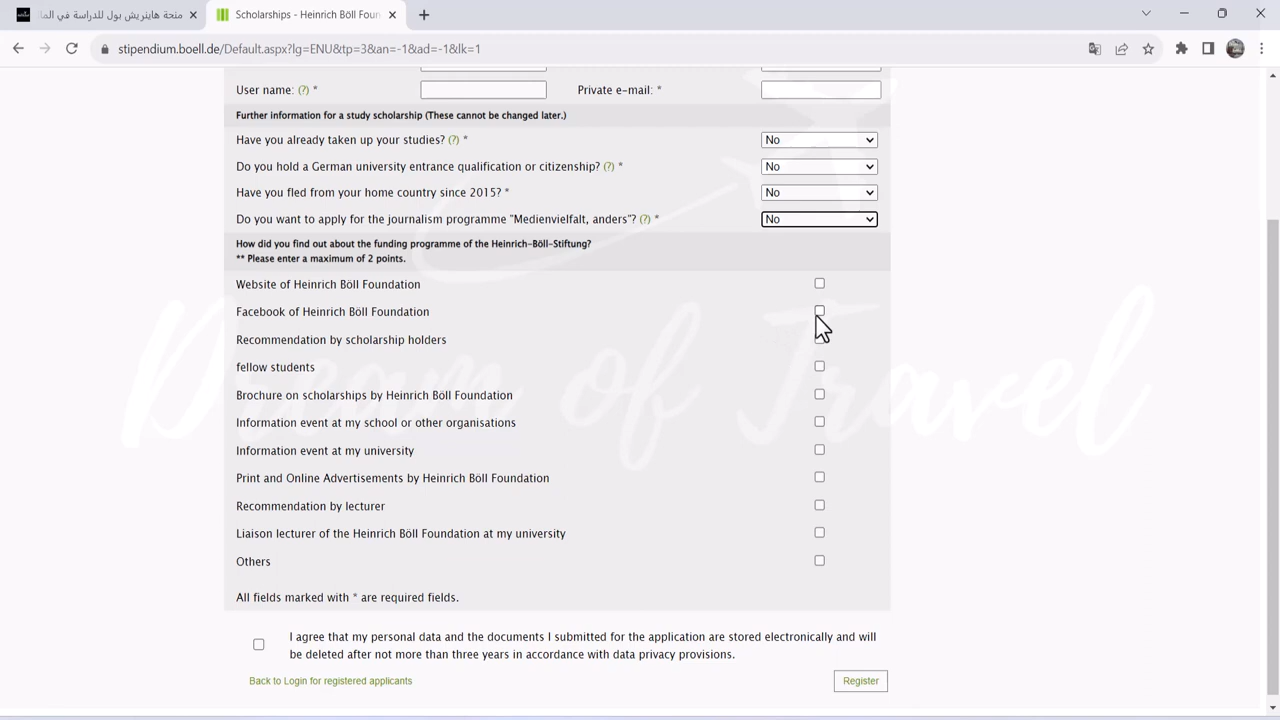 منحة هاينريش بول للدراسة في الما
Scholarships - Heinrich Böll Foun
stipendium.boell.de/Default.aspx?lg=ENU&tp=3&an=-1&ad=-1&lk=1
User name: (?) * Private e-mail: *
Further information for a study scholarship (These cannot be changed later.)
Have you already taken up your studies? (?) * No
Do you hold a German university entrance qualification or citizenship? (?) * No
Have you fled from your home country since 2015? * No
Do you want to apply for the journalism programme "Medienvielfalt, anders"? (?) * No
How did you find out about the funding programme of the Heinrich-Böll-Stiftung?
** Please enter a maximum of 2 points.
Website of Heinrich Böll Foundation
Facebook of Heinrich Böll Foundation
Recommendation by scholarship holders
fellow students
Brochure on scholarships by Heinrich Böll Foundation
Information event at my school or other organisations
Information event at my university
Print and Online Advertisements by Heinrich Böll Foundation
Recommendation by lecturer
Liaison lecturer of the Heinrich Böll Foundation at my university
Others
All fields marked with * are required fields.
I agree that my personal data and the documents I submitted for the application are stored electronically and will
be deleted after not more than three years in accordance with data privacy provisions.
Back to Login for registered applicants Register
Dream of Travel